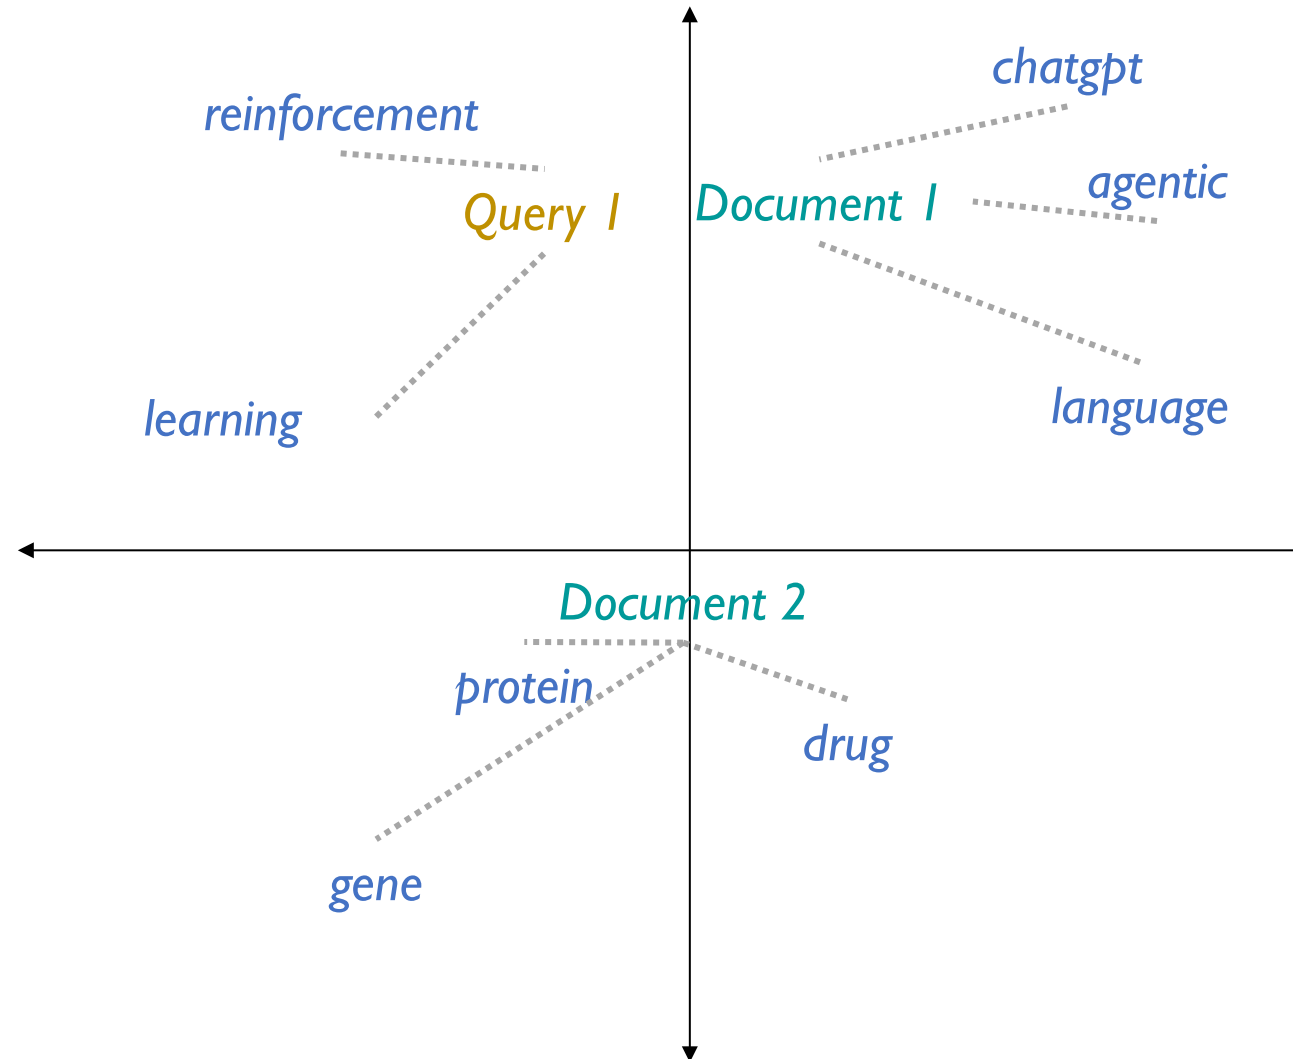 chatgpt
reinforcement
agentic
Query 1
Document 1
language
learning
Document 2
protein
drug
gene